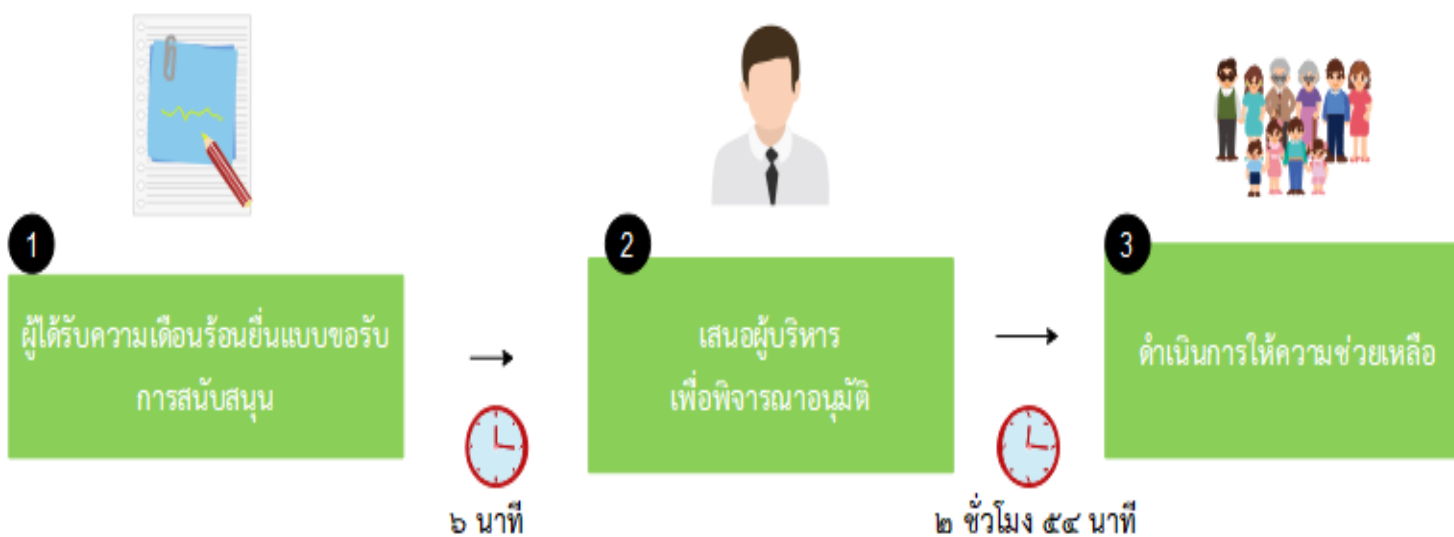 1
ผู้ได้รับความเดือนร้อนยื่นแบบขอรับ
การสนับสนุน
๖ นาที
2
เสนอผู้บริหาร
เพื่อพิจารณาอนุมัติ
๒ ชั่วโมง ๕๔ นาที
3
ดำเนินการให้ความช่วยเหลือ